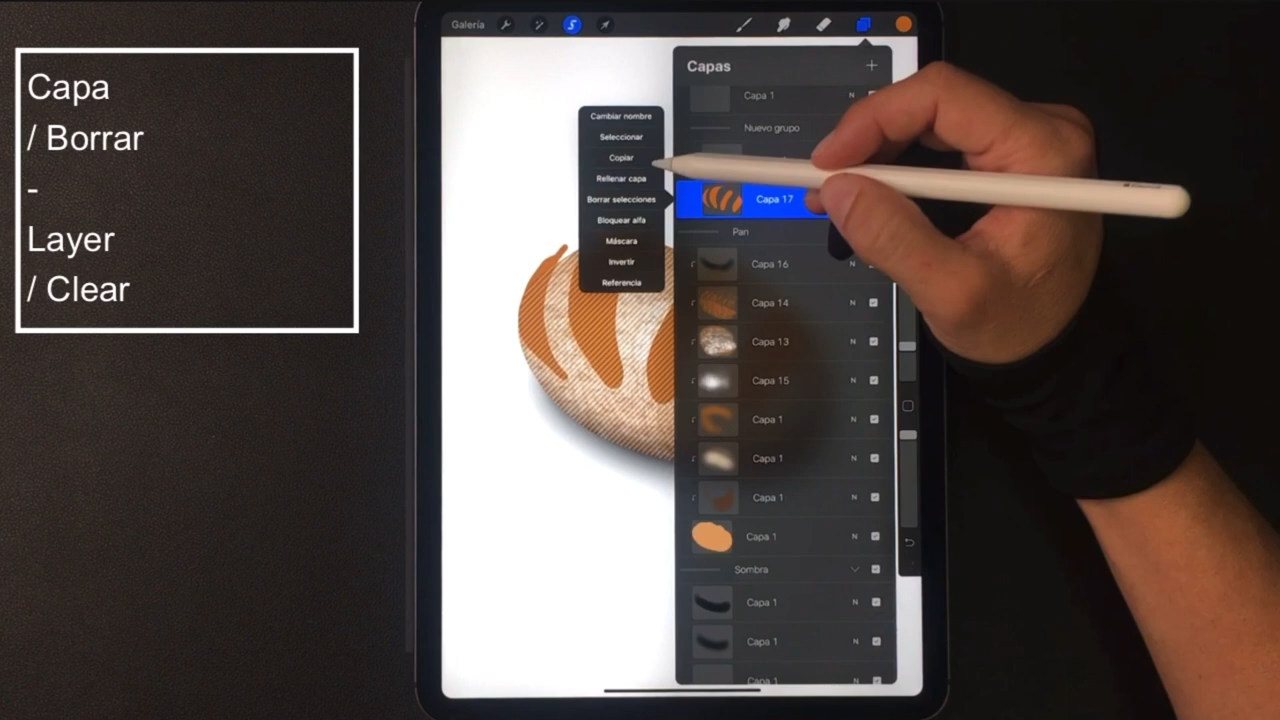 Capa
/ Borrar
-
Layer
/ Clear
Galería
Capas
Capa 1 N
Nuevo grupo
Cambiar nombre
Seleccionar
Copiar
Rellenar capa
Borrar selecciones
Bloquear alfa
Máscara
Invertir
Referencia
Capa 17
Pan
Capa 16 N
Capa 14 N
Capa 13 N
Capa 15 N
Capa 1 N
Capa 1 N
Capa 1 N
Capa 1 N
Sombra
Capa 1 N
Capa 1 N
Capa 1 N